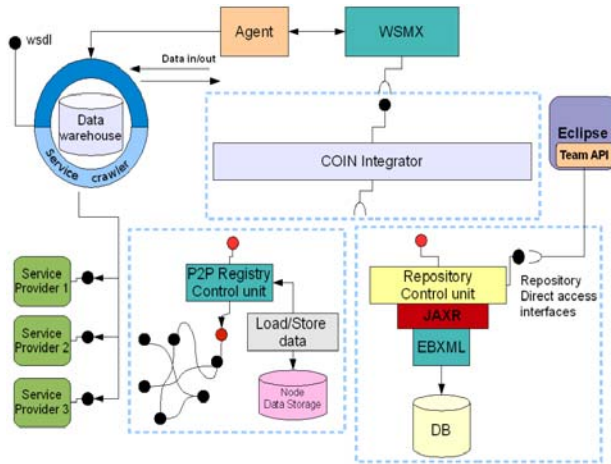 wsdl
Agent
WSMX
Data in/out
Data
warehouse
service crawler
COIN Integrator
Eclipse
Team API
Service
Provider 1
Service
Provider 2
Service
Provider 3
P2P Registry
Control unit
Load/Store
data
Node
Data Storage
Repository
Control unit
JAXR
EBXML
DB
Repository
Direct access
interfaces